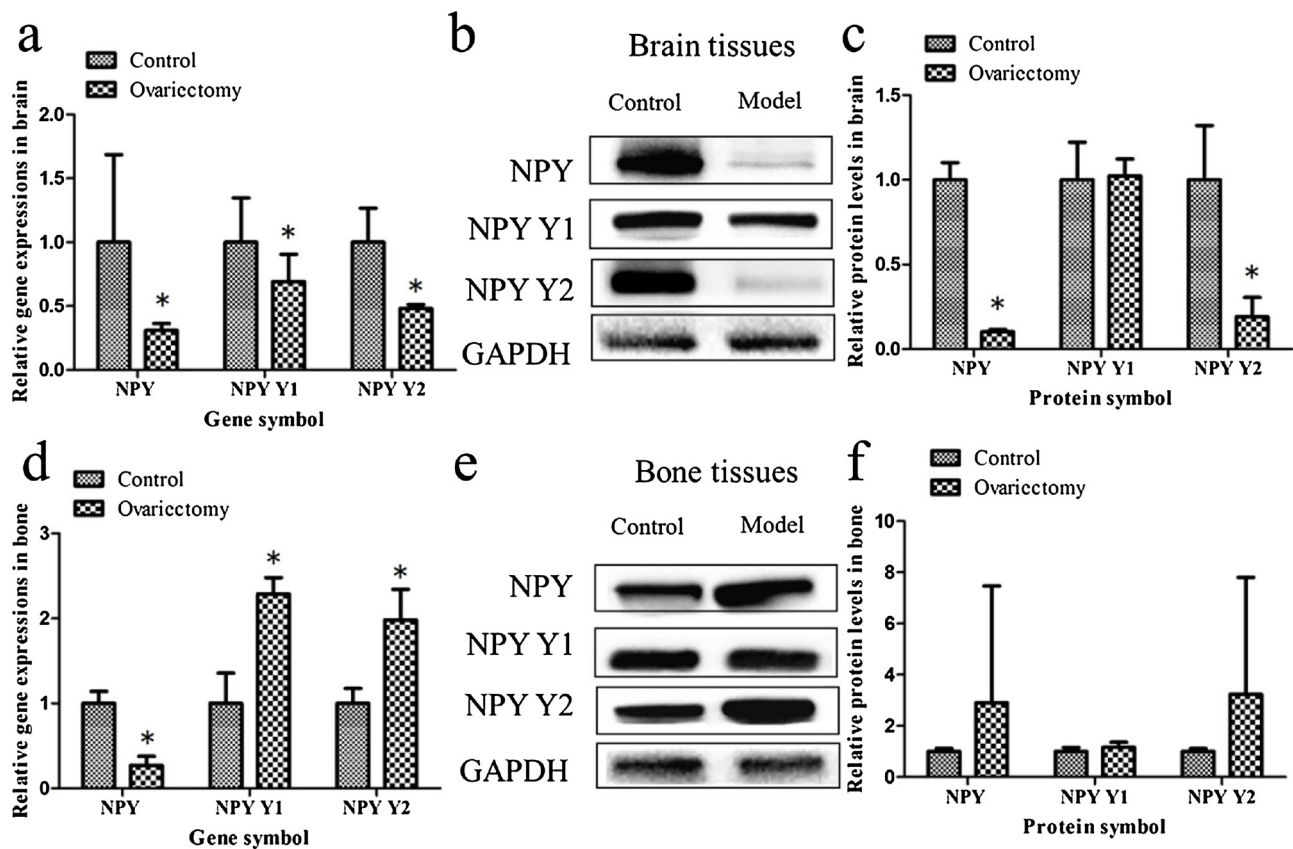 a
Control
Ovariectomy
Relative gene expressions in brain
2.0
1.5
1.0
0.5
0.0
*
*
*
NPY
NPY Y1
NPY Y2
Gene symbol
b
Brain tissues
Control
Model
NPY
NPY Y1
NPY Y2
GAPDH
c
Control
Ovariectomy
Relative protein levels in brain
1.5
1.0
0.5
0.0
*
*
NPY
NPY Y1
NPY Y2
Protein symbol
d
Control
Ovariectomy
Relative gene expressions in bone
3
2
1
0
*
*
*
NPY
NPY Y1
NPY Y2
Gene symbol
e
Bone tissues
Control
Model
NPY
NPY Y1
NPY Y2
GAPDH
f
Control
Ovariectomy
Relative protein levels in bone
10
8
6
4
2
0
NPY
NPY Y1
NPY Y2
Protein symbol